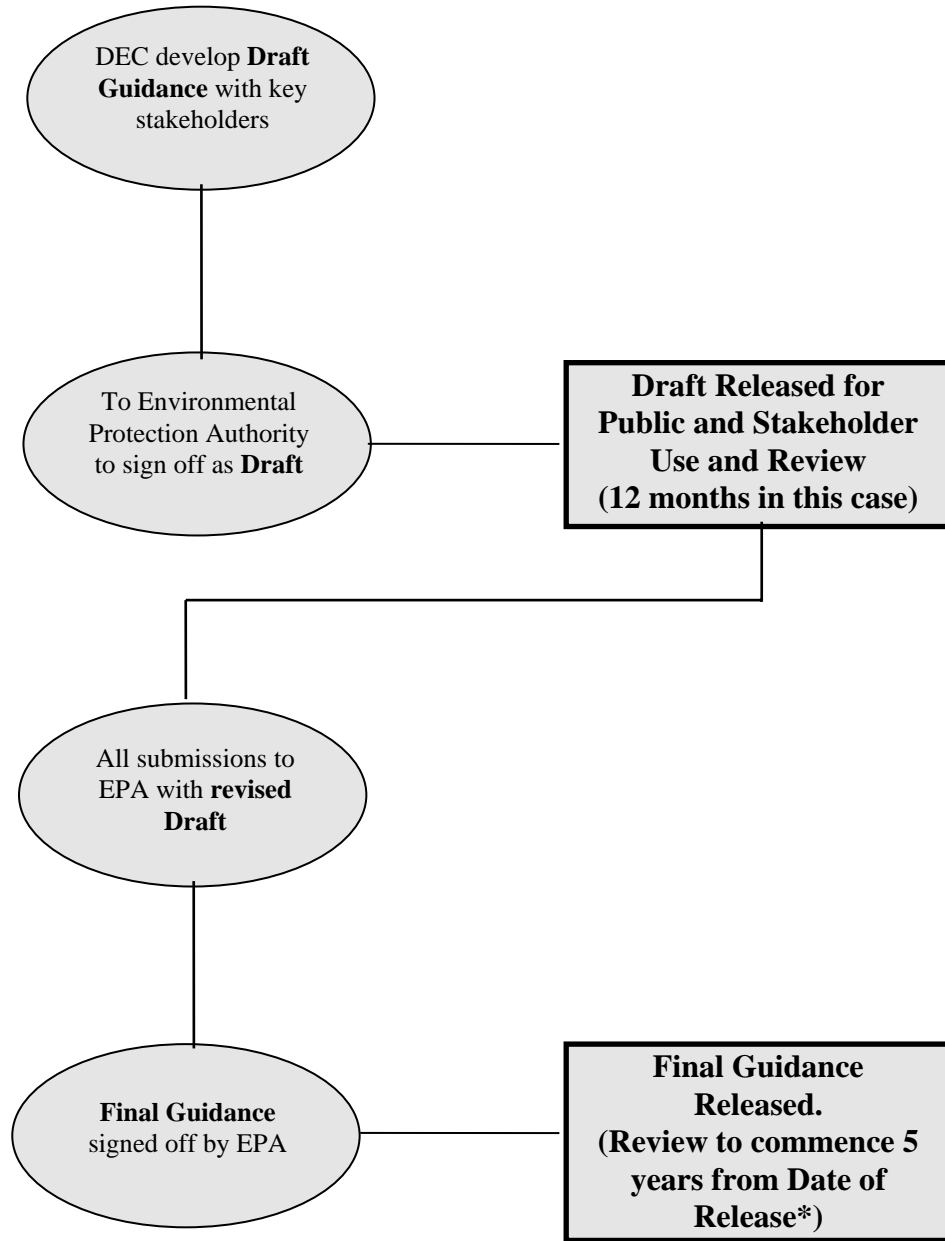 DEC develop Draft
Guidance with key
stakeholders
To Environmental
Protection Authority
to sign off as Draft
Draft Released for
Public and Stakeholder
Use and Review
(12 months in this case)
All submissions to
EPA with revised
Draft
Final Guidance
signed off by EPA
Final Guidance
Released.
(Review to commence 5
years from Date of
Release*)